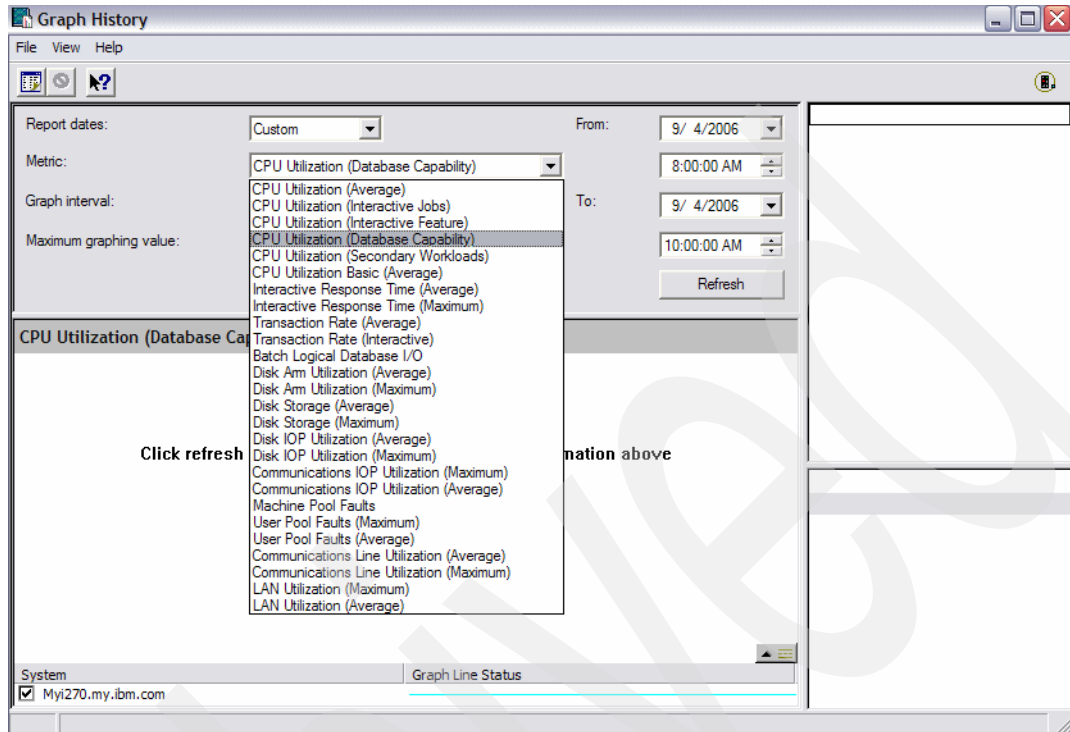 Graph History
File View Help
Report dates:
Custom
From:
9/ 4/2006
Metric:
CPU Utilization (Database Capability)
8:00:00 AM
Graph interval:
To:
9/ 4/2006
Maximum graphing value:
10:00:00 AM
Refresh
CPU Utilization (Average)
CPU Utilization (Interactive Jobs)
CPU Utilization (Interactive Feature)
CPU Utilization (Database Capability)
CPU Utilization (Secondary Workloads)
CPU Utilization Basic (Average)
Interactive Response Time (Average)
Interactive Response Time (Maximum)
Transaction Rate (Average)
Transaction Rate (Interactive)
Batch Logical Database I/O
Disk Arm Utilization (Average)
Disk Arm Utilization (Maximum)
Disk Storage (Average)
Disk Storage (Maximum)
Disk IOP Utilization (Average)
Disk IOP Utilization (Maximum)
Communications IOP Utilization (Maximum)
Communications IOP Utilization (Average)
Machine Pool Faults
User Pool Faults (Maximum)
User Pool Faults (Average)
Communications Line Utilization (Average)
Communications Line Utilization (Maximum)
LAN Utilization (Maximum)
LAN Utilization (Average)
CPU Utilization (Database Cap
Click refresh
mation above
System Graph Line Status
Myi270.my.ibm.com